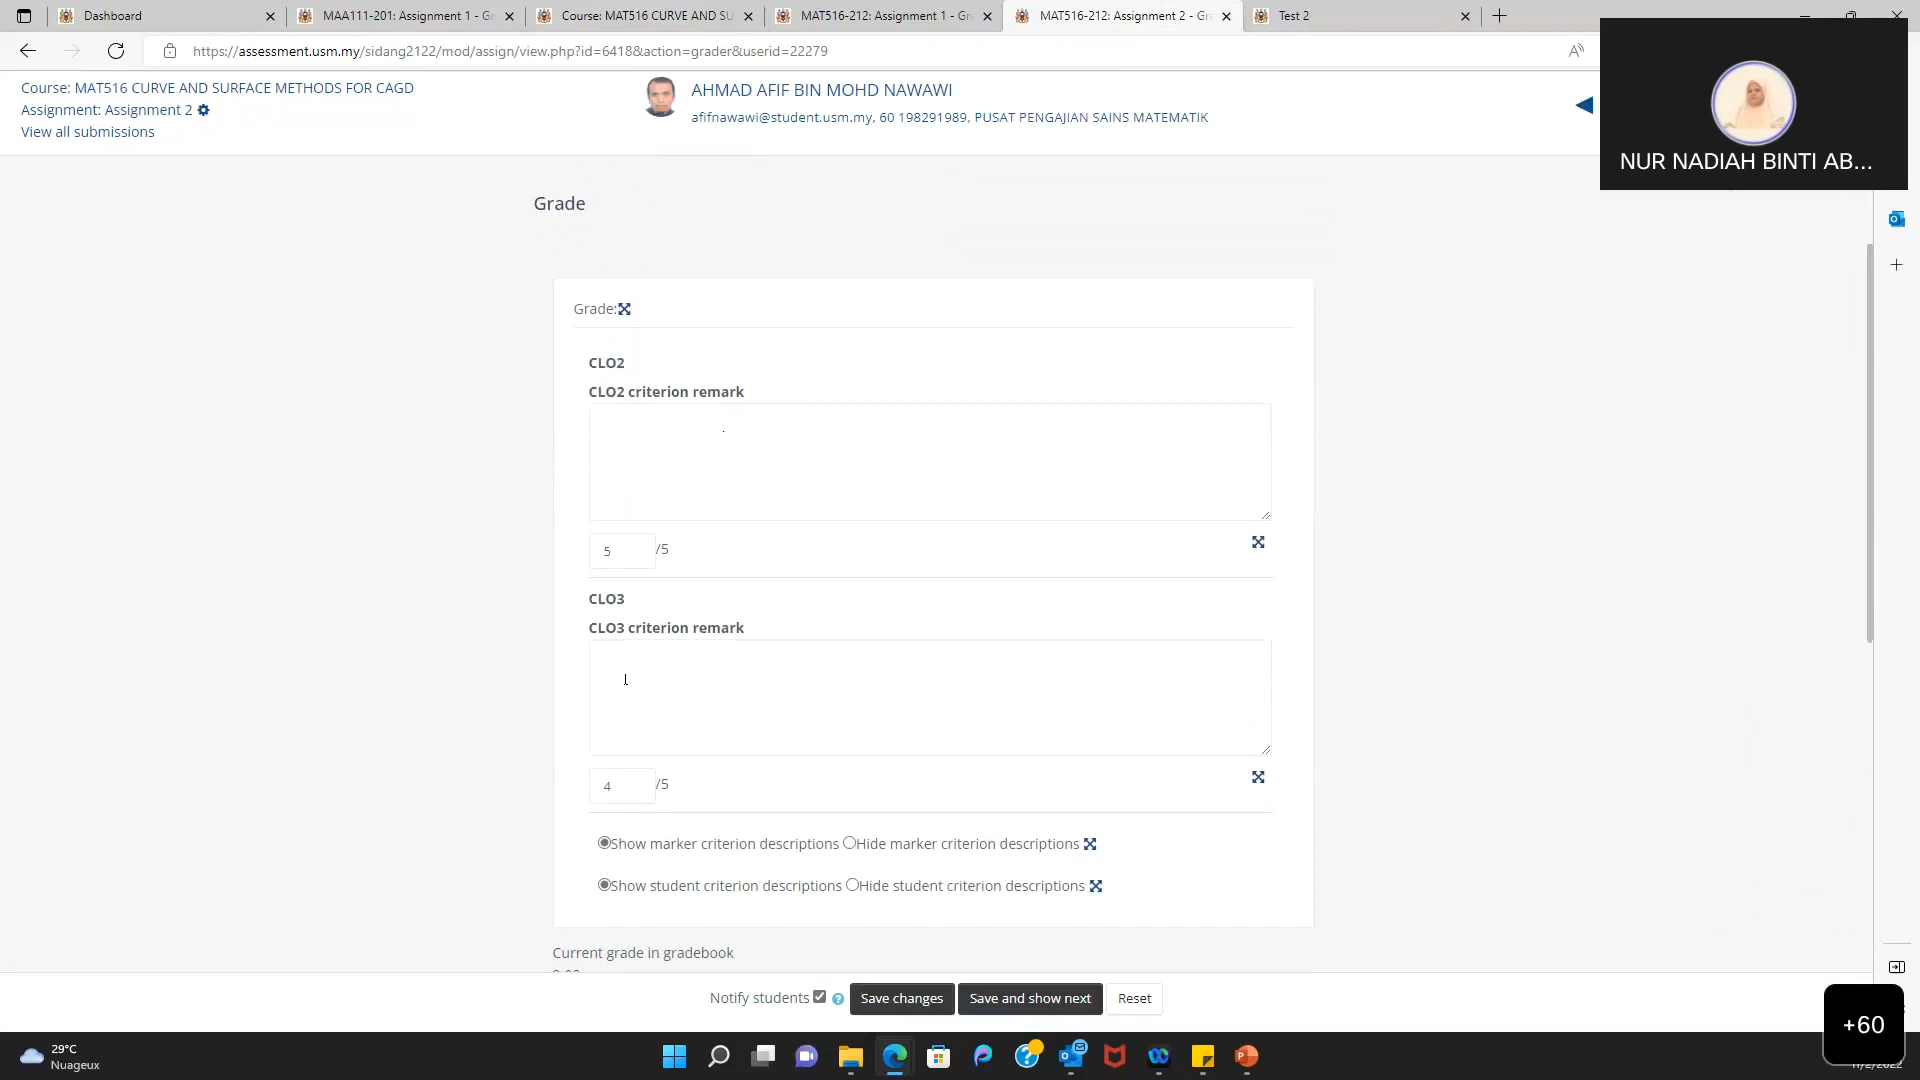 Dashboard
MAA111-201: Assignment 1 - Gr
Course: MAT516 CURVE AND SU
MAT516-212: Assignment 1 - Gr
MAT516-212: Assignment 2 - Gr
Test 2
https://assessment.usm.my/sidang2122/mod/assign/view.php?id=6418&action=grader&userid=22279
Course: MAT516 CURVE AND SURFACE METHODS FOR CAGD
Assignment: Assignment 2
View all submissions
AHMAD AFIF BIN MOHD NAWAWI
afifnawawi@student.usm.my, 60 198291989, PUSAT PENGAJIAN SAINS MATEMATIK
NUR NADIAH BINTI AB...
Grade
Grade:
CLO2
CLO2 criterion remark
5 /5
CLO3
CLO3 criterion remark
4 /5
Show marker criterion descriptions Hide marker criterion descriptions
Show student criterion descriptions Hide student criterion descriptions
Current grade in gradebook
Notify students
Save changes
Save and show next
Reset
+60
29°C
Nuageux